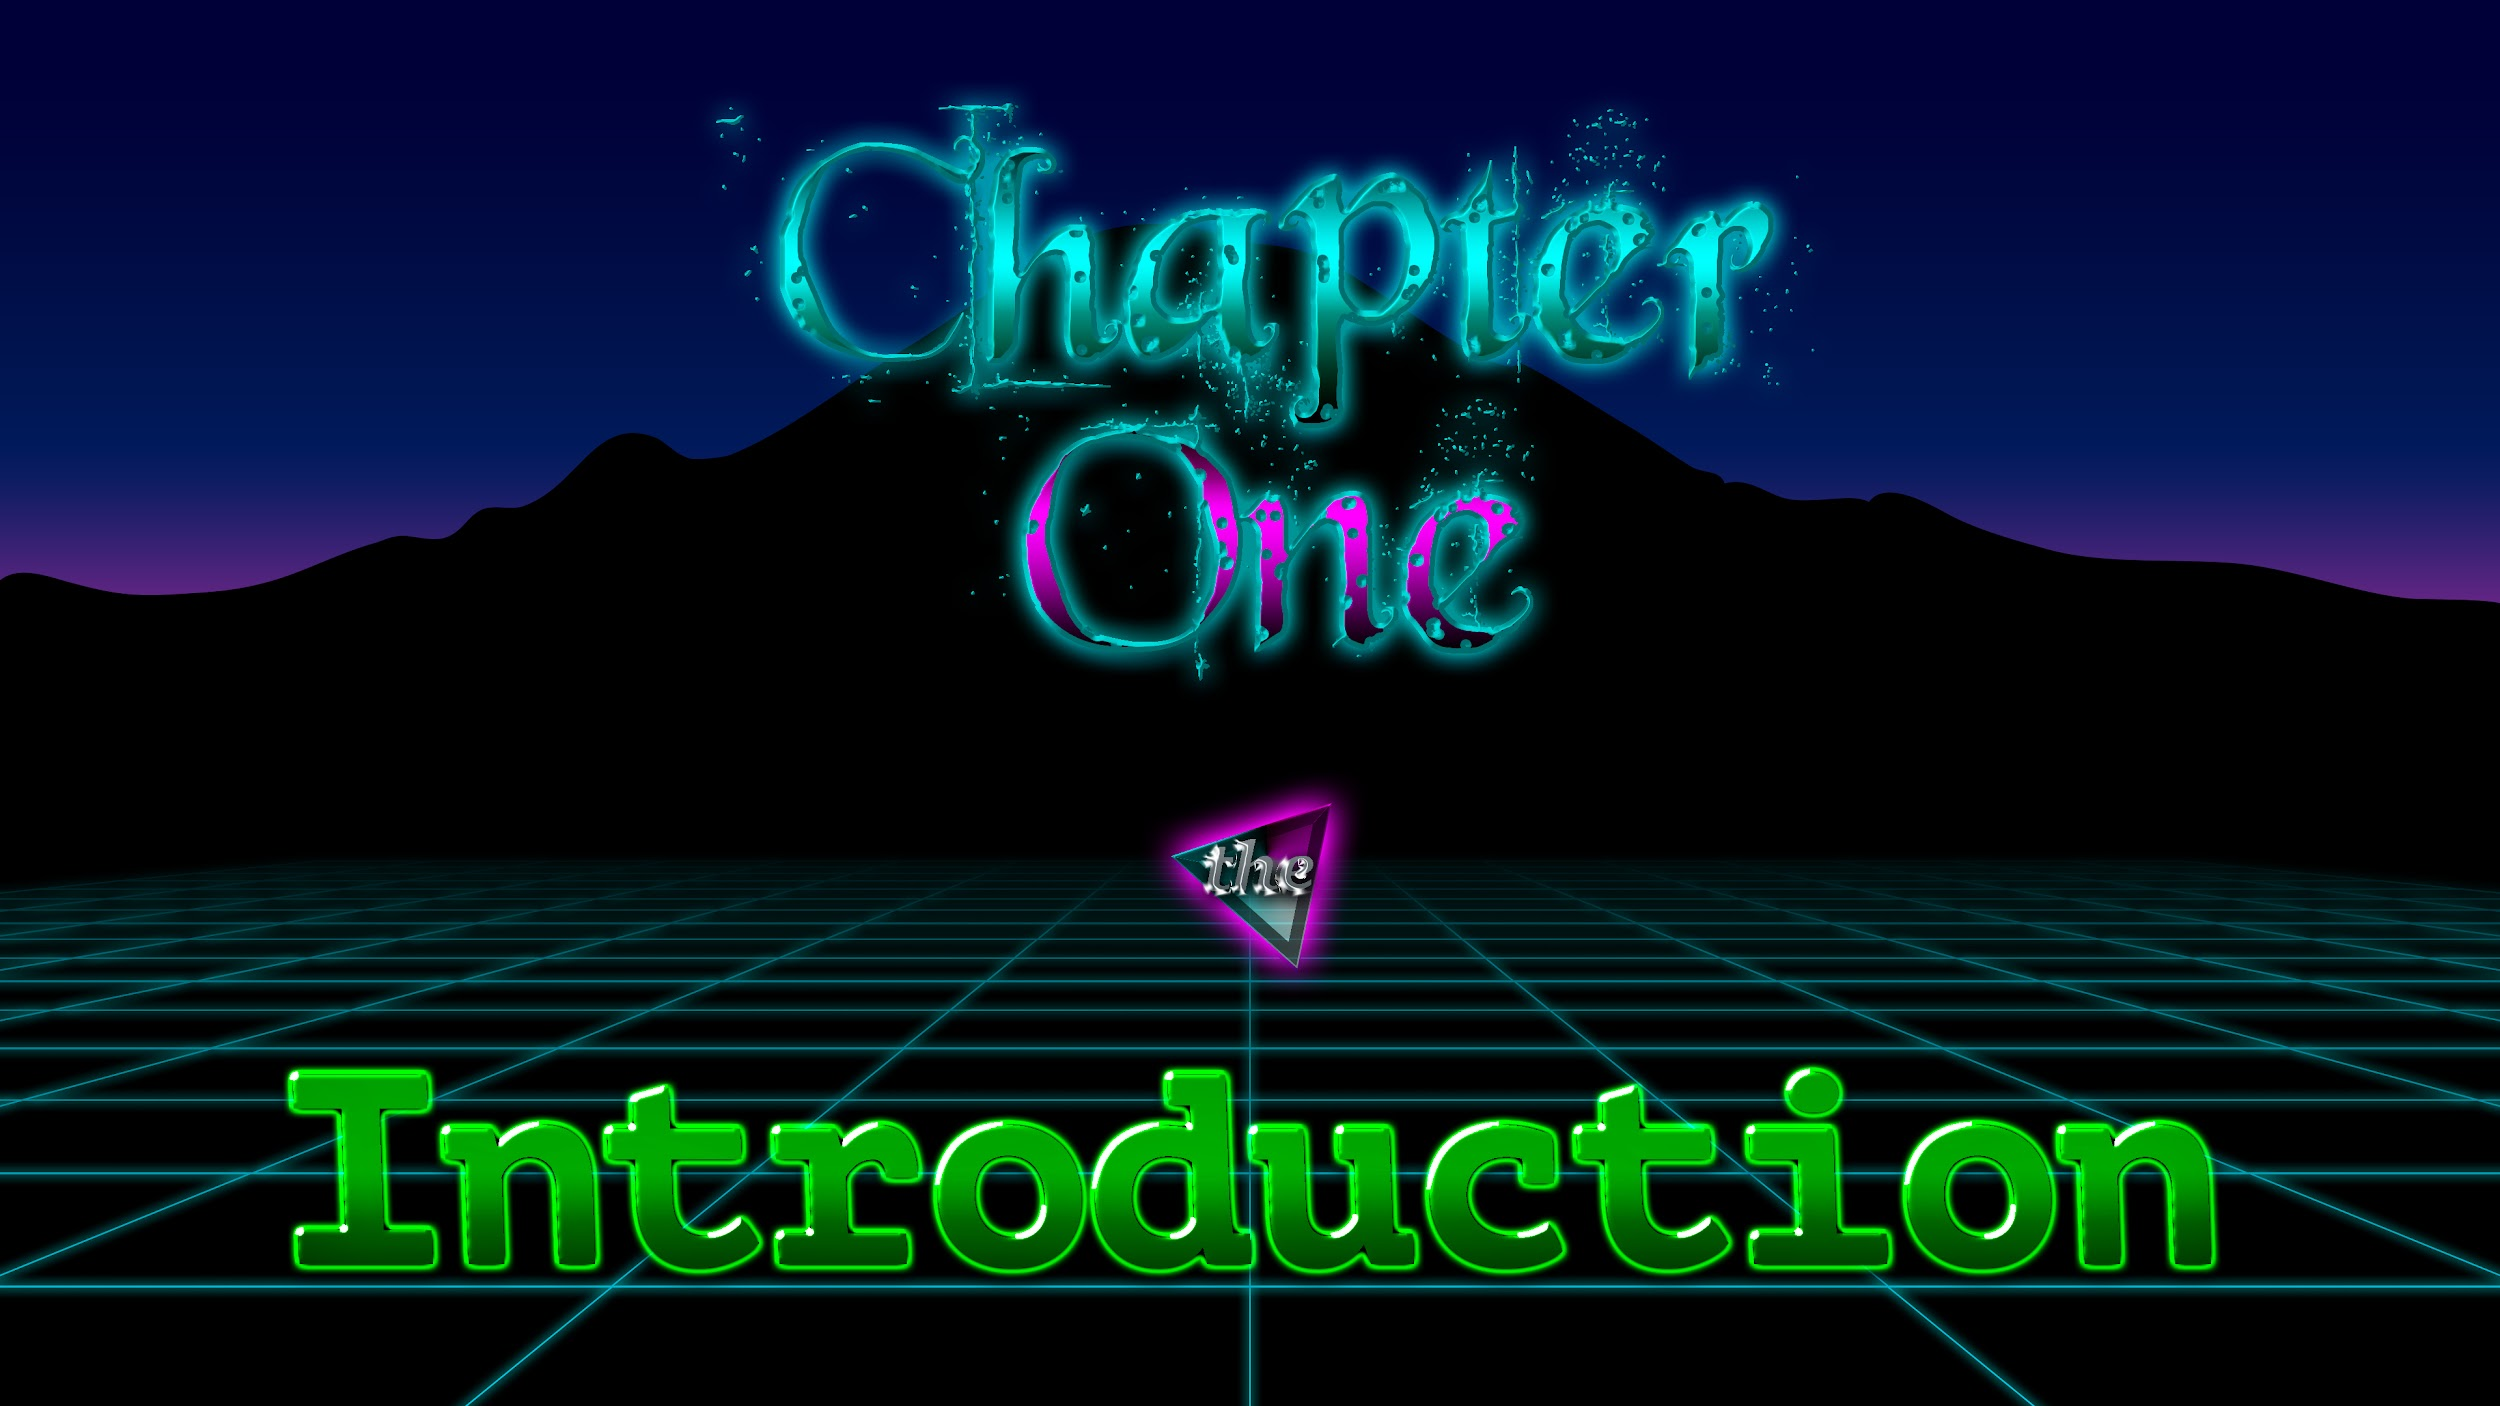 Chapter
One
the
Introduction